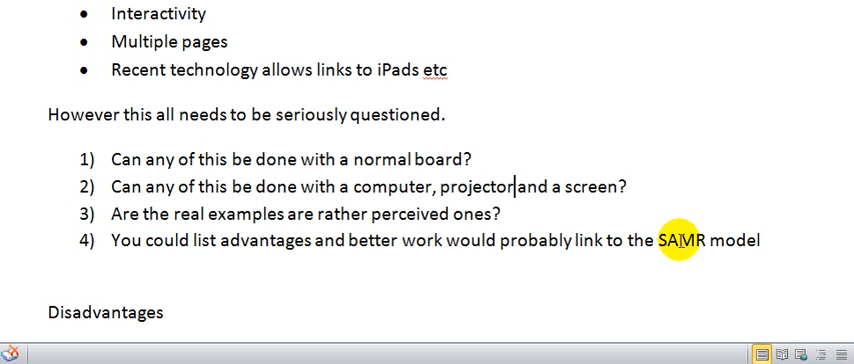 • Interactivity
• Multiple pages
• Recent technology allows links to iPads etc
However this all needs to be seriously questioned.
1) Can any of this be done with a normal board?
2) Can any of this be done with a computer, projector and a screen?
3) Are the real examples are rather perceived ones?
4) You could list advantages and better work would probably link to the SAMR model
Disadvantages